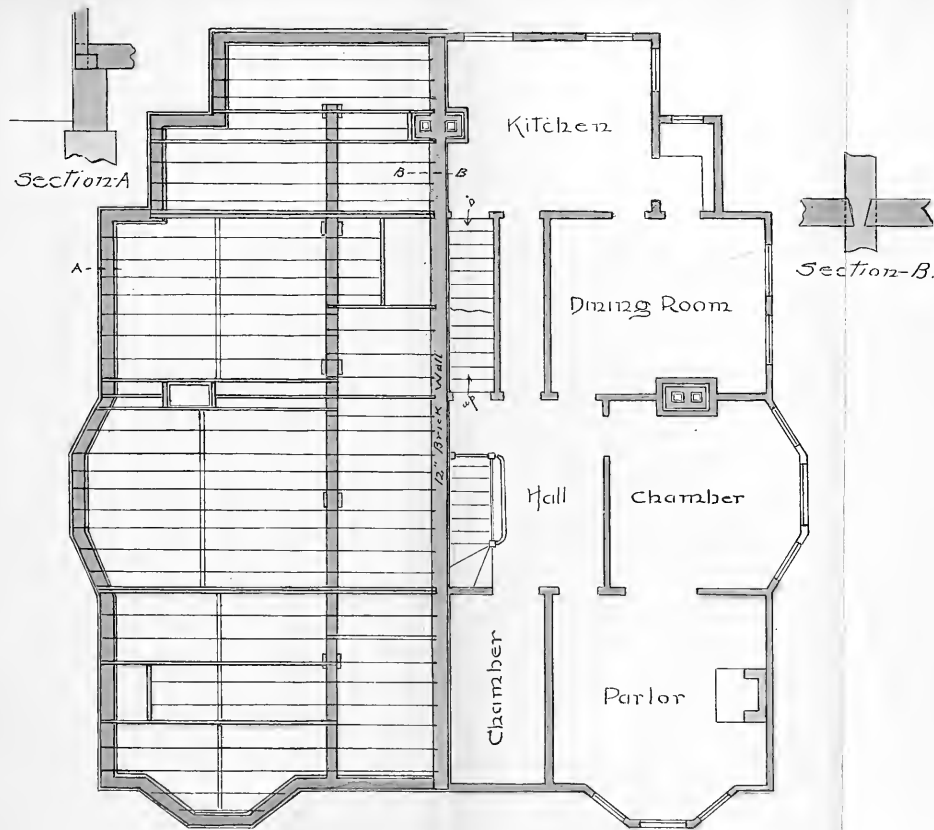 Section-A
Kitchen
B
B
A
Section-B.
Dining Room
12" Brick Wall
up
Hall
Chamber
Chamber
Parlor